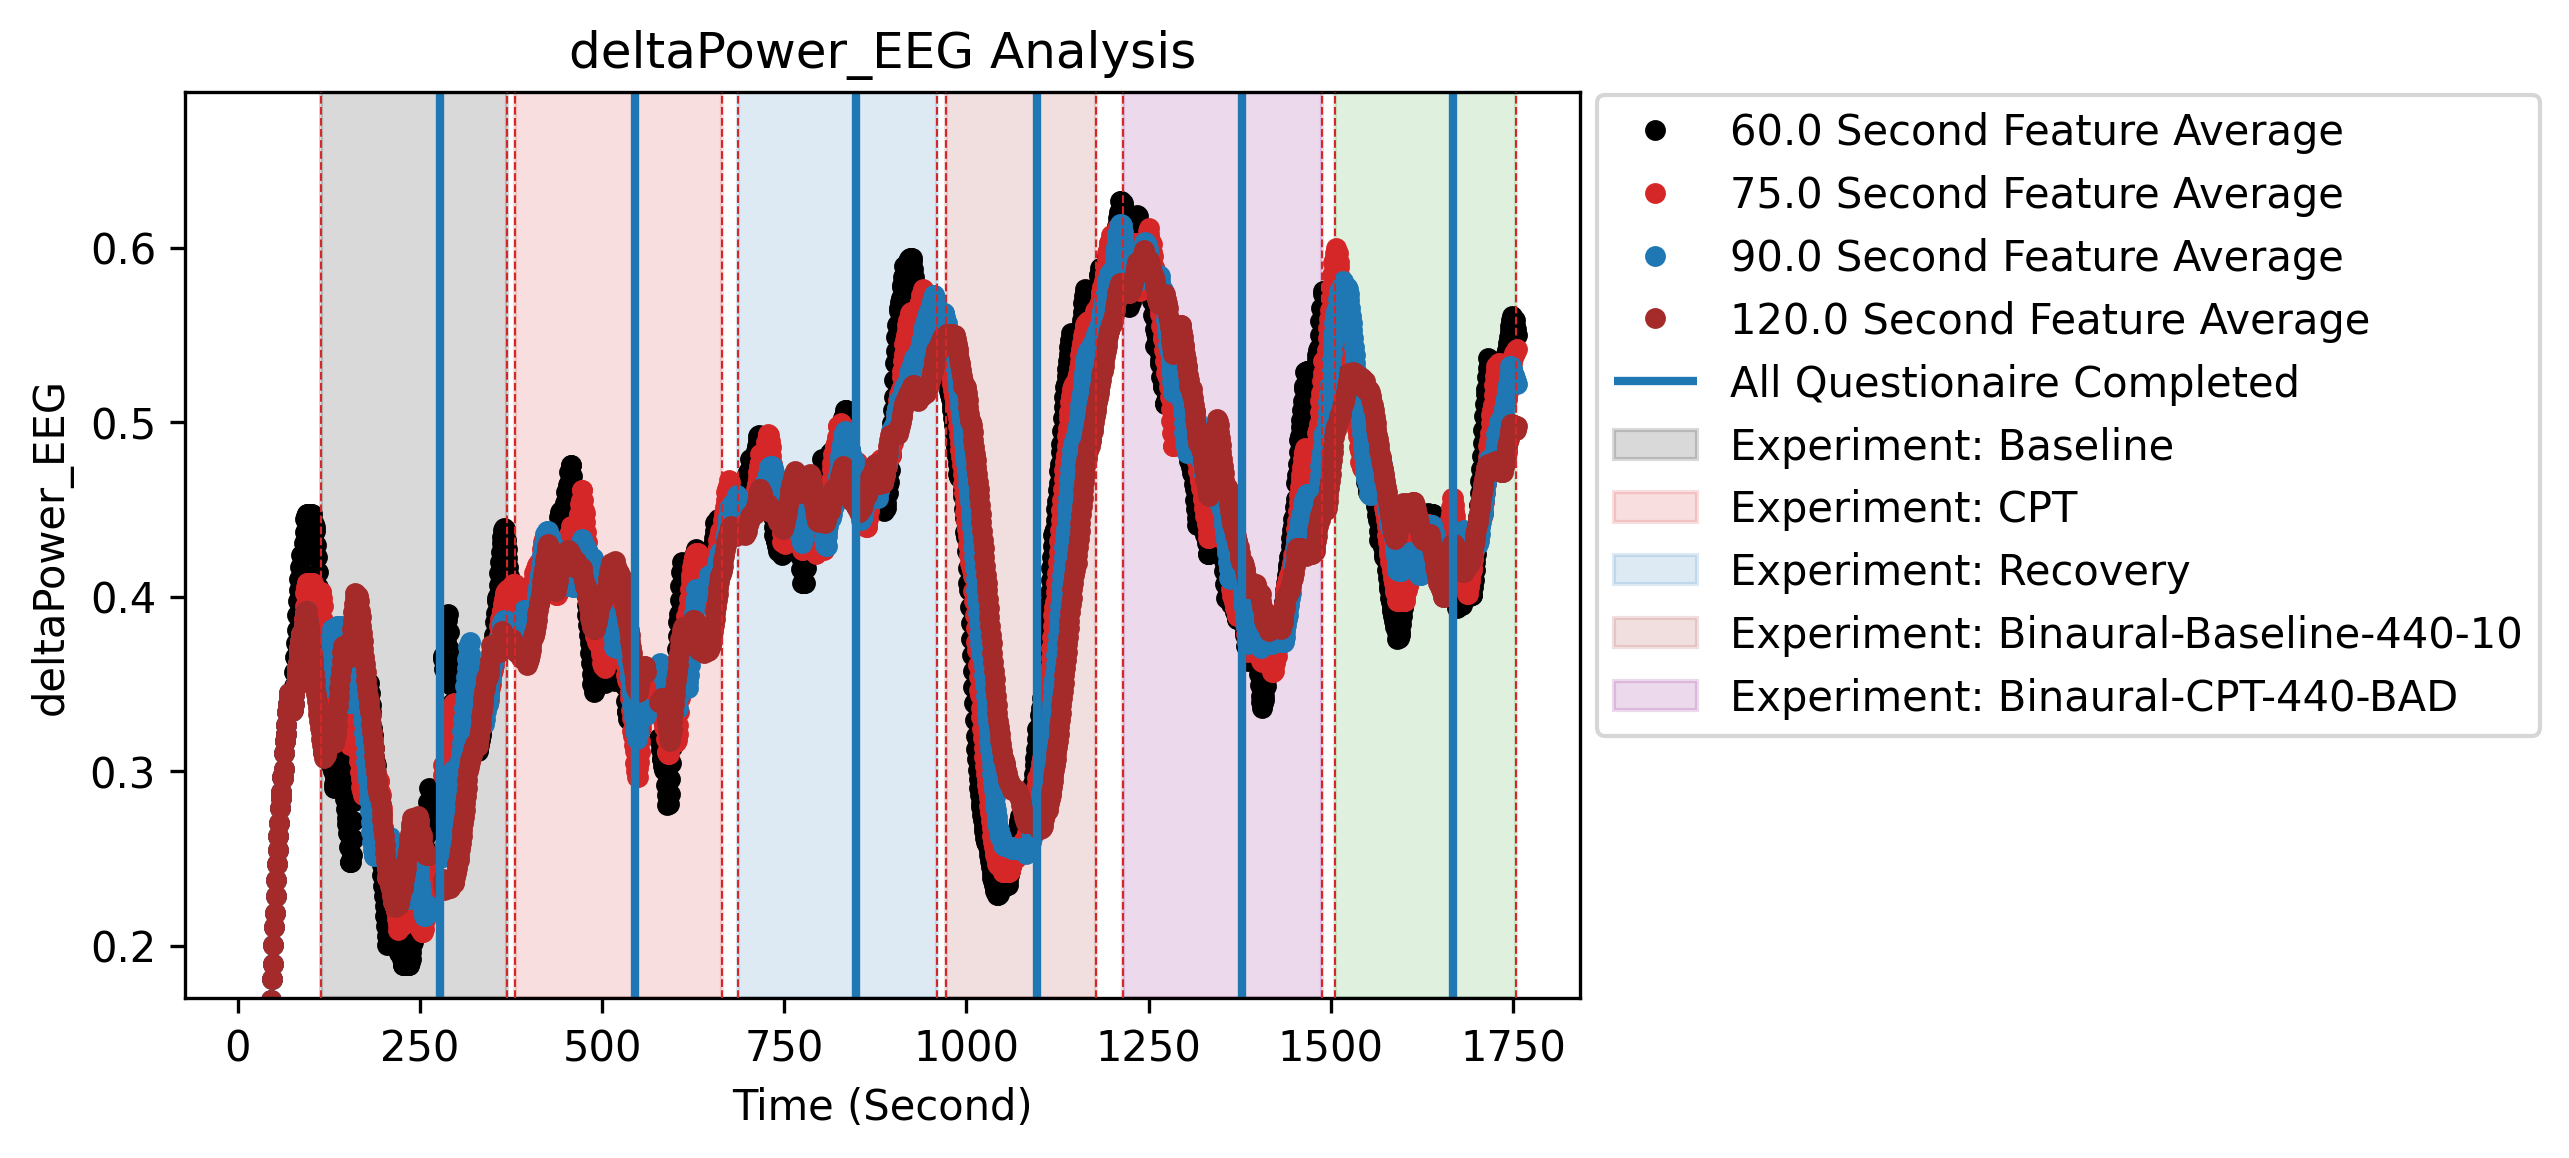 deltaPower_EEG Analysis
deltaPower_EEG
0.6
0.5
0.4
0.3
0.2
0 250 500 750 1000 1250 1500 1750
Time (Second)
60.0 Second Feature Average
75.0 Second Feature Average
90.0 Second Feature Average
120.0 Second Feature Average
All Questionaire Completed
Experiment: Baseline
Experiment: CPT
Experiment: Recovery
Experiment: Binaural-Baseline-440-10
Experiment: Binaural-CPT-440-BAD